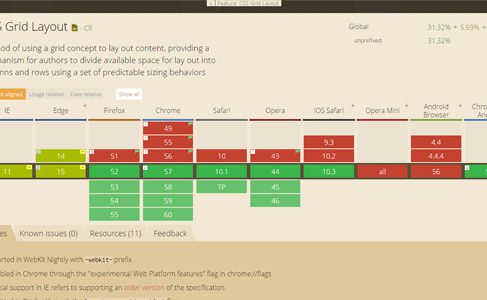 Feature: CSS Grid Layout
S Grid Layout - CR
Global 31.32% + 5.69% =
unprefixed: 31.32%
od of using a grid concept to lay out content, providing a
hanism for authors to divide available space for lay out into
mns and rows using a set of predictable sizing behaviors
nt aligned Usage relative Date relative Show all
IE Edge * Firefox Chrome Safari Opera iOS Safari * Opera Mini * Android Browser * Chr
49
55 9.3 4.4
14 51 56 10 43 10.2 4.4.4
11 15 52 57 10.1 44 10.3 all 56
53 58 TP 45
54 59 46
55 60
es Known issues (0) Resources (11) Feedback
orted in WebKit Nightly with -webkit- prefix.
bled in Chrome through the "experimental Web Platform features" flag in chrome://flags
tial support in IE refers to supporting an older version of the specification.